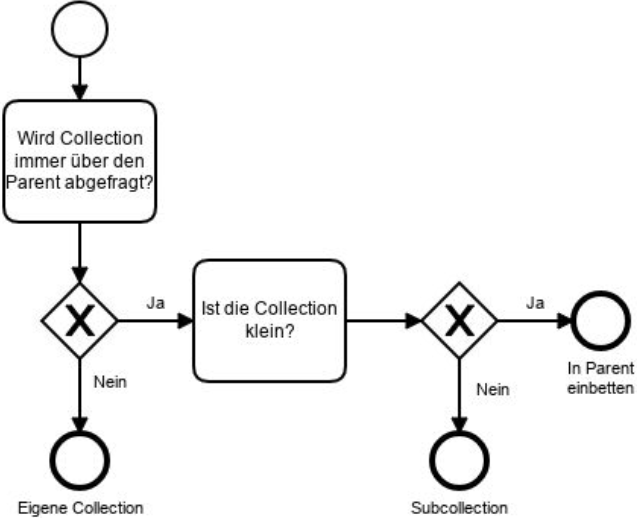 Wird Collection
immer über den
Parent abgefragt?
Ja
Ist die Collection
klein?
Ja
In Parent
einbetten
Nein
Nein
Eigene Collection
Subcollection